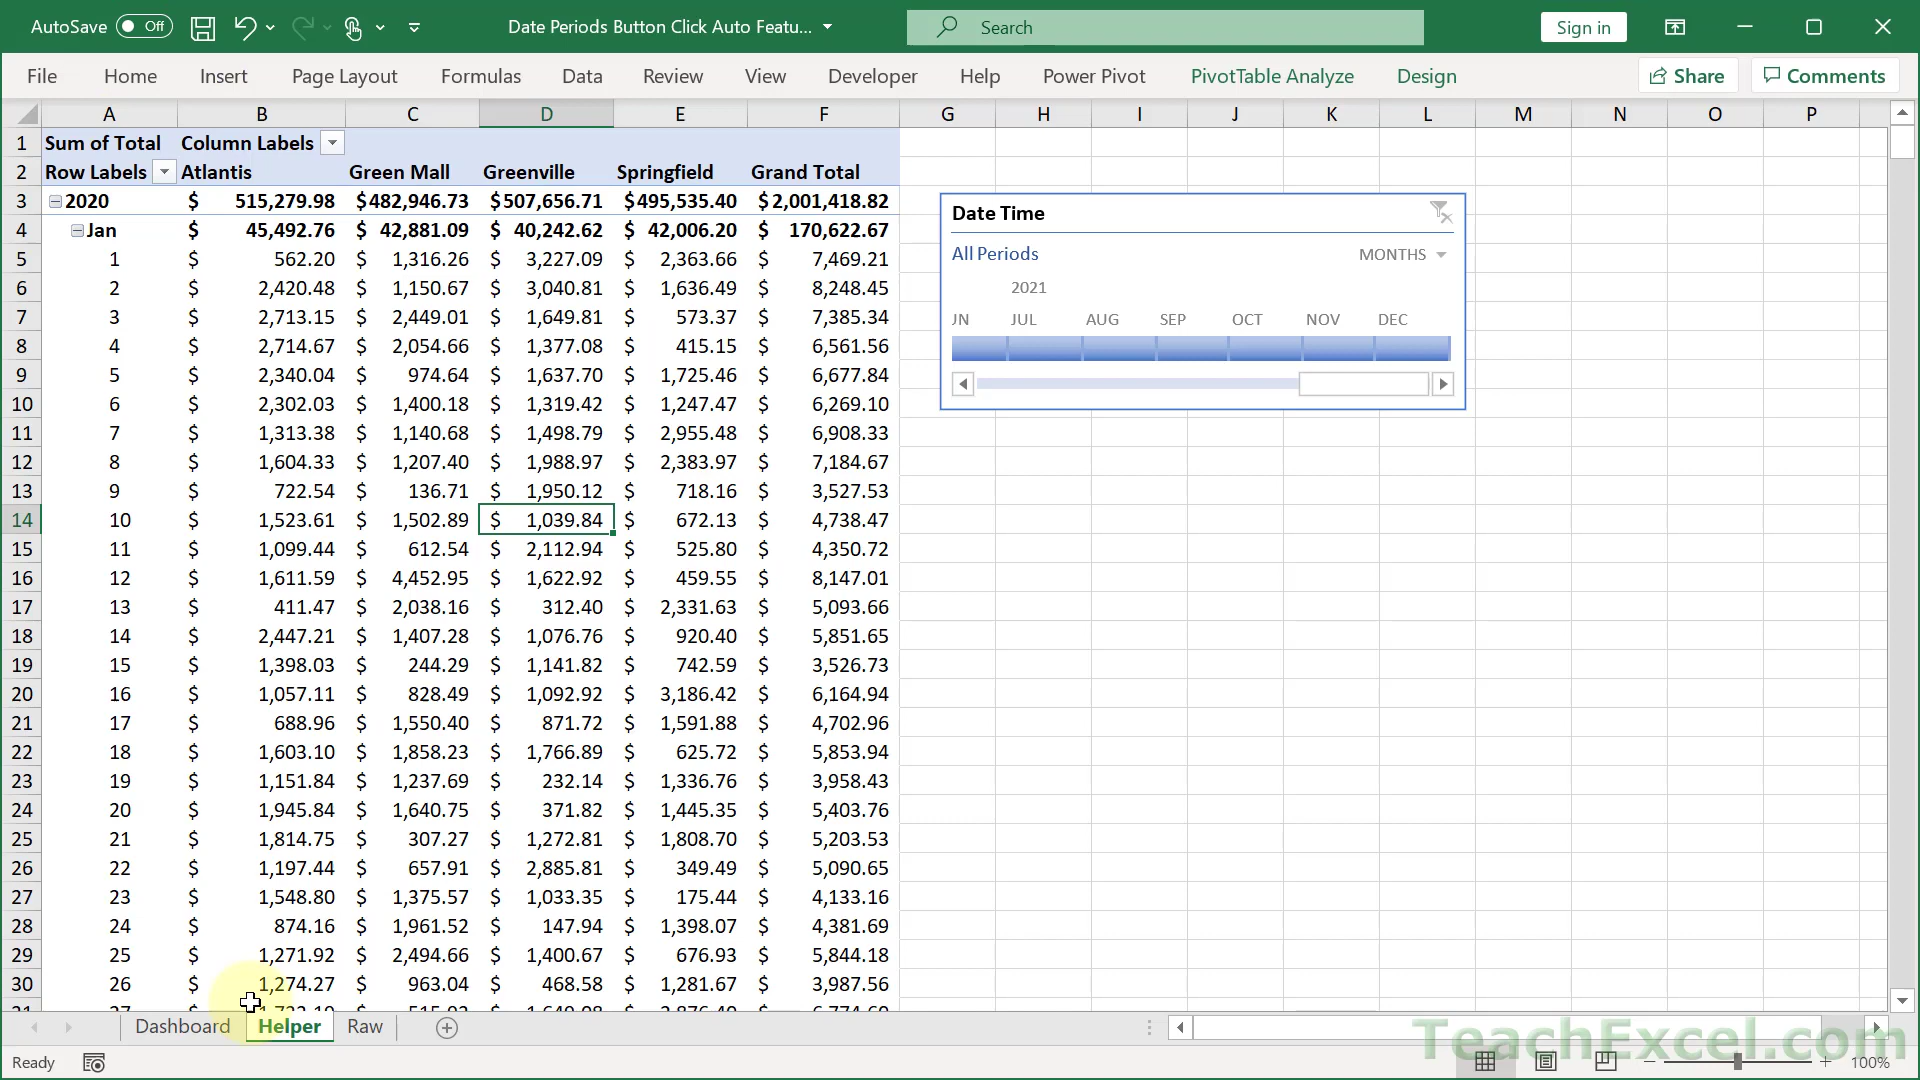 AutoSave Off Date Periods Button Click Auto Featu... Search Sign in
File Home Insert Page Layout Formulas Data Review View Developer Help Power Pivot PivotTable Analyze Design Share Comments
A B C D E F G H I J K L M N O P
1 Sum of Total Column Labels
2 Row Labels Atlantis Green Mall Greenville Springfield Grand Total
3 2020 $ 515,279.98 $482,946.73 $507,656.71 $495,535.40 $2,001,418.82
4 Jan $ 45,492.76 $ 42,881.09 $ 40,242.62 $ 42,006.20 $ 170,622.67
5 1 $ 562.20 $ 1,316.26 $ 3,227.09 $ 2,363.66 $ 7,469.21
6 2 $ 2,420.48 $ 1,150.67 $ 3,040.81 $ 1,636.49 $ 8,248.45
7 3 $ 2,713.15 $ 2,449.01 $ 1,649.81 $ 573.37 $ 7,385.34
8 4 $ 2,714.67 $ 2,054.66 $ 1,377.08 $ 415.15 $ 6,561.56
9 5 $ 2,340.04 $ 974.64 $ 1,637.70 $ 1,725.46 $ 6,677.84
10 6 $ 2,302.03 $ 1,400.18 $ 1,319.42 $ 1,247.47 $ 6,269.10
11 7 $ 1,313.38 $ 1,140.68 $ 1,498.79 $ 2,955.48 $ 6,908.33
12 8 $ 1,604.33 $ 1,207.40 $ 1,988.97 $ 2,383.97 $ 7,184.67
13 9 $ 722.54 $ 136.71 $ 1,950.12 $ 718.16 $ 3,527.53
14 10 $ 1,523.61 $ 1,502.89 $ 1,039.84 $ 672.13 $ 4,738.47
15 11 $ 1,099.44 $ 612.54 $ 2,112.94 $ 525.80 $ 4,350.72
16 12 $ 1,611.59 $ 4,452.95 $ 1,622.92 $ 459.55 $ 8,147.01
17 13 $ 411.47 $ 2,038.16 $ 312.40 $ 2,331.63 $ 5,093.66
18 14 $ 2,447.21 $ 1,407.28 $ 1,076.76 $ 920.40 $ 5,851.65
19 15 $ 1,398.03 $ 244.29 $ 1,141.82 $ 742.59 $ 3,526.73
20 16 $ 1,057.11 $ 828.49 $ 1,092.92 $ 3,186.42 $ 6,164.94
21 17 $ 688.96 $ 1,550.40 $ 871.72 $ 1,591.88 $ 4,702.96
22 18 $ 1,603.10 $ 1,858.23 $ 1,766.89 $ 625.72 $ 5,853.94
23 19 $ 1,151.84 $ 1,237.69 $ 232.14 $ 1,336.76 $ 3,958.43
24 20 $ 1,945.84 $ 1,640.75 $ 371.82 $ 1,445.35 $ 5,403.76
25 21 $ 1,814.75 $ 307.27 $ 1,272.81 $ 1,808.70 $ 5,203.53
26 22 $ 1,197.44 $ 657.91 $ 2,885.81 $ 349.49 $ 5,090.65
27 23 $ 1,548.80 $ 1,375.57 $ 1,033.35 $ 175.44 $ 4,133.16
28 24 $ 874.16 $ 1,961.52 $ 147.94 $ 1,398.07 $ 4,381.69
29 25 $ 1,271.92 $ 2,494.66 $ 1,400.67 $ 676.93 $ 5,844.18
30 26 $ 1,274.27 $ 963.04 $ 468.58 $ 1,281.67 $ 3,987.56
Date Time
All Periods MONTHS
2021
JN JUL AUG SEP OCT NOV DEC
Dashboard Helper Raw
TeachExcel.com
Ready 100%